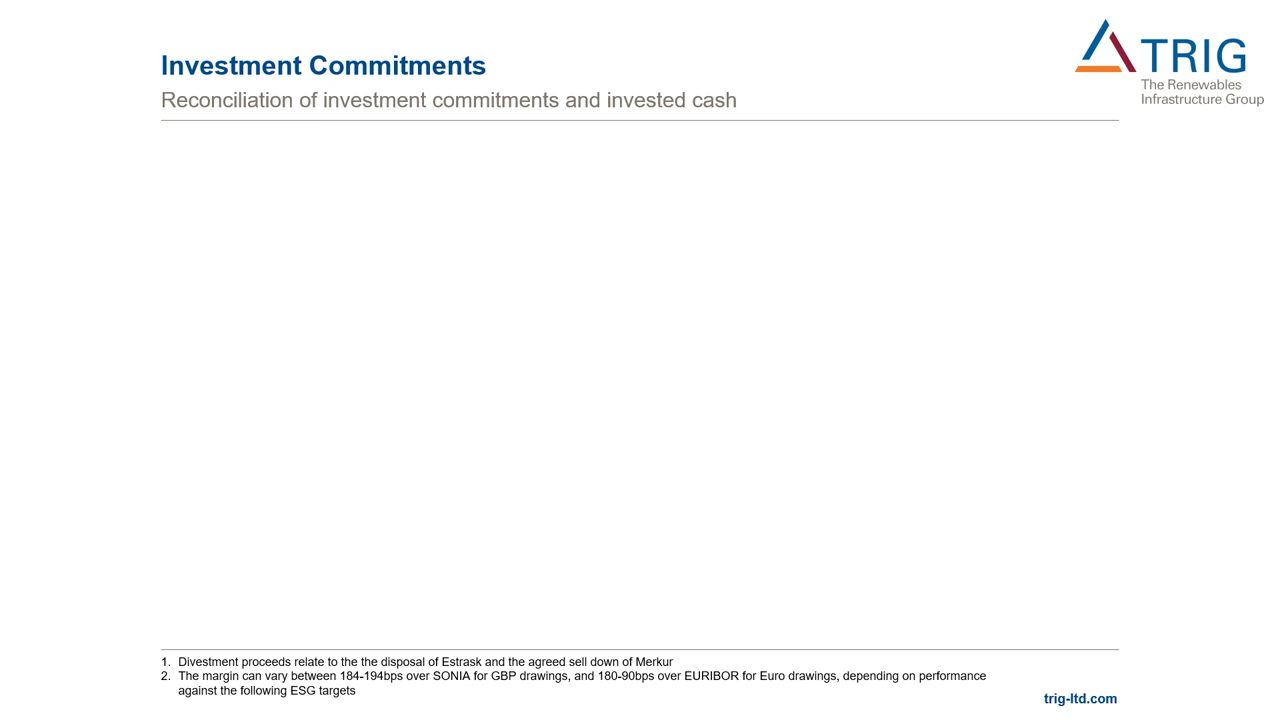 Investment Commitments
Reconciliation of investment commitments and invested cash
TRIG
The Renewables
Infrastructure Group
1. Divestment proceeds relate to the the disposal of Estrask and the agreed sell down of Merkur
2. The margin can vary between 184-194bps over SONIA for GBP drawings, and 180-90bps over EURIBOR for Euro drawings, depending on performance
against the following ESG targets
trig-ltd.com